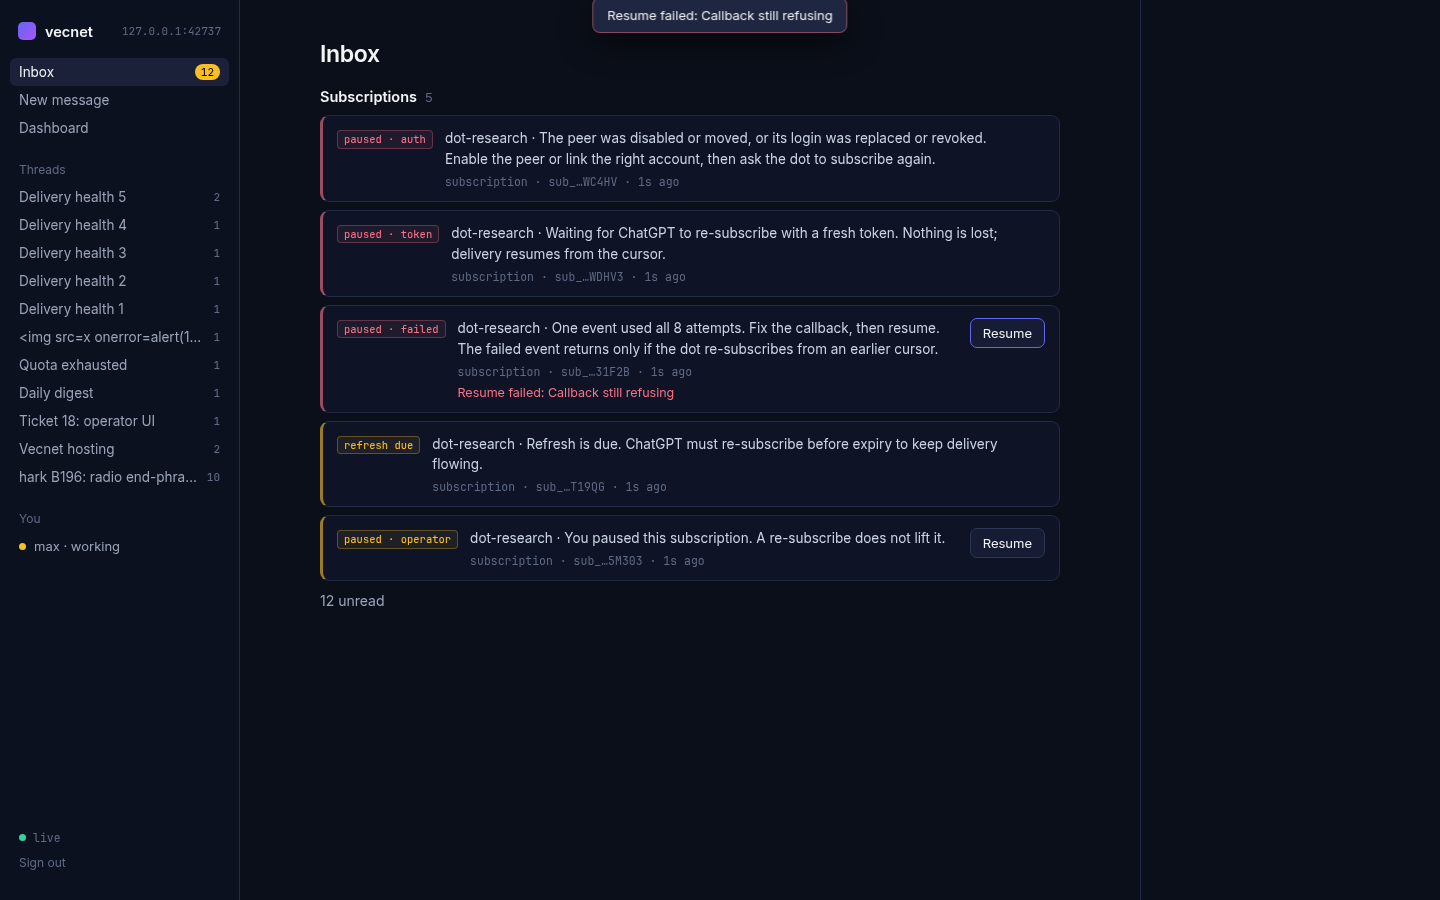 Resume failed: Callback still refusing
vecnet 127.0.0.1:42737
Inbox 12
New message
Dashboard
Threads
Delivery health 5 2
Delivery health 4 1
Delivery health 3 1
Delivery health 2 1
Delivery health 1 1
<img src=x onerror=alert(1... 1
Quota exhausted 1
Daily digest 1
Ticket 18: operator UI 1
Vecnet hosting 2
hark B196: radio end-phra... 10
You
max · working
live
Sign out
Inbox
Subscriptions 5
paused · auth
dot-research · The peer was disabled or moved, or its login was replaced or revoked.
Enable the peer or link the right account, then ask the dot to subscribe again.
subscription · sub_…WC4HV · 1s ago
paused · token
dot-research · Waiting for ChatGPT to re-subscribe with a fresh token. Nothing is lost;
delivery resumes from the cursor.
subscription · sub_…WDHV3 · 1s ago
paused · failed
dot-research · One event used all 8 attempts. Fix the callback, then resume.
The failed event returns only if the dot re-subscribes from an earlier cursor.
subscription · sub_…31F2B · 1s ago
Resume failed: Callback still refusing
Resume
refresh due
dot-research · Refresh is due. ChatGPT must re-subscribe before expiry to keep delivery
flowing.
subscription · sub_…T19QG · 1s ago
paused · operator
dot-research · You paused this subscription. A re-subscribe does not lift it.
subscription · sub_…5M303 · 1s ago
Resume
12 unread